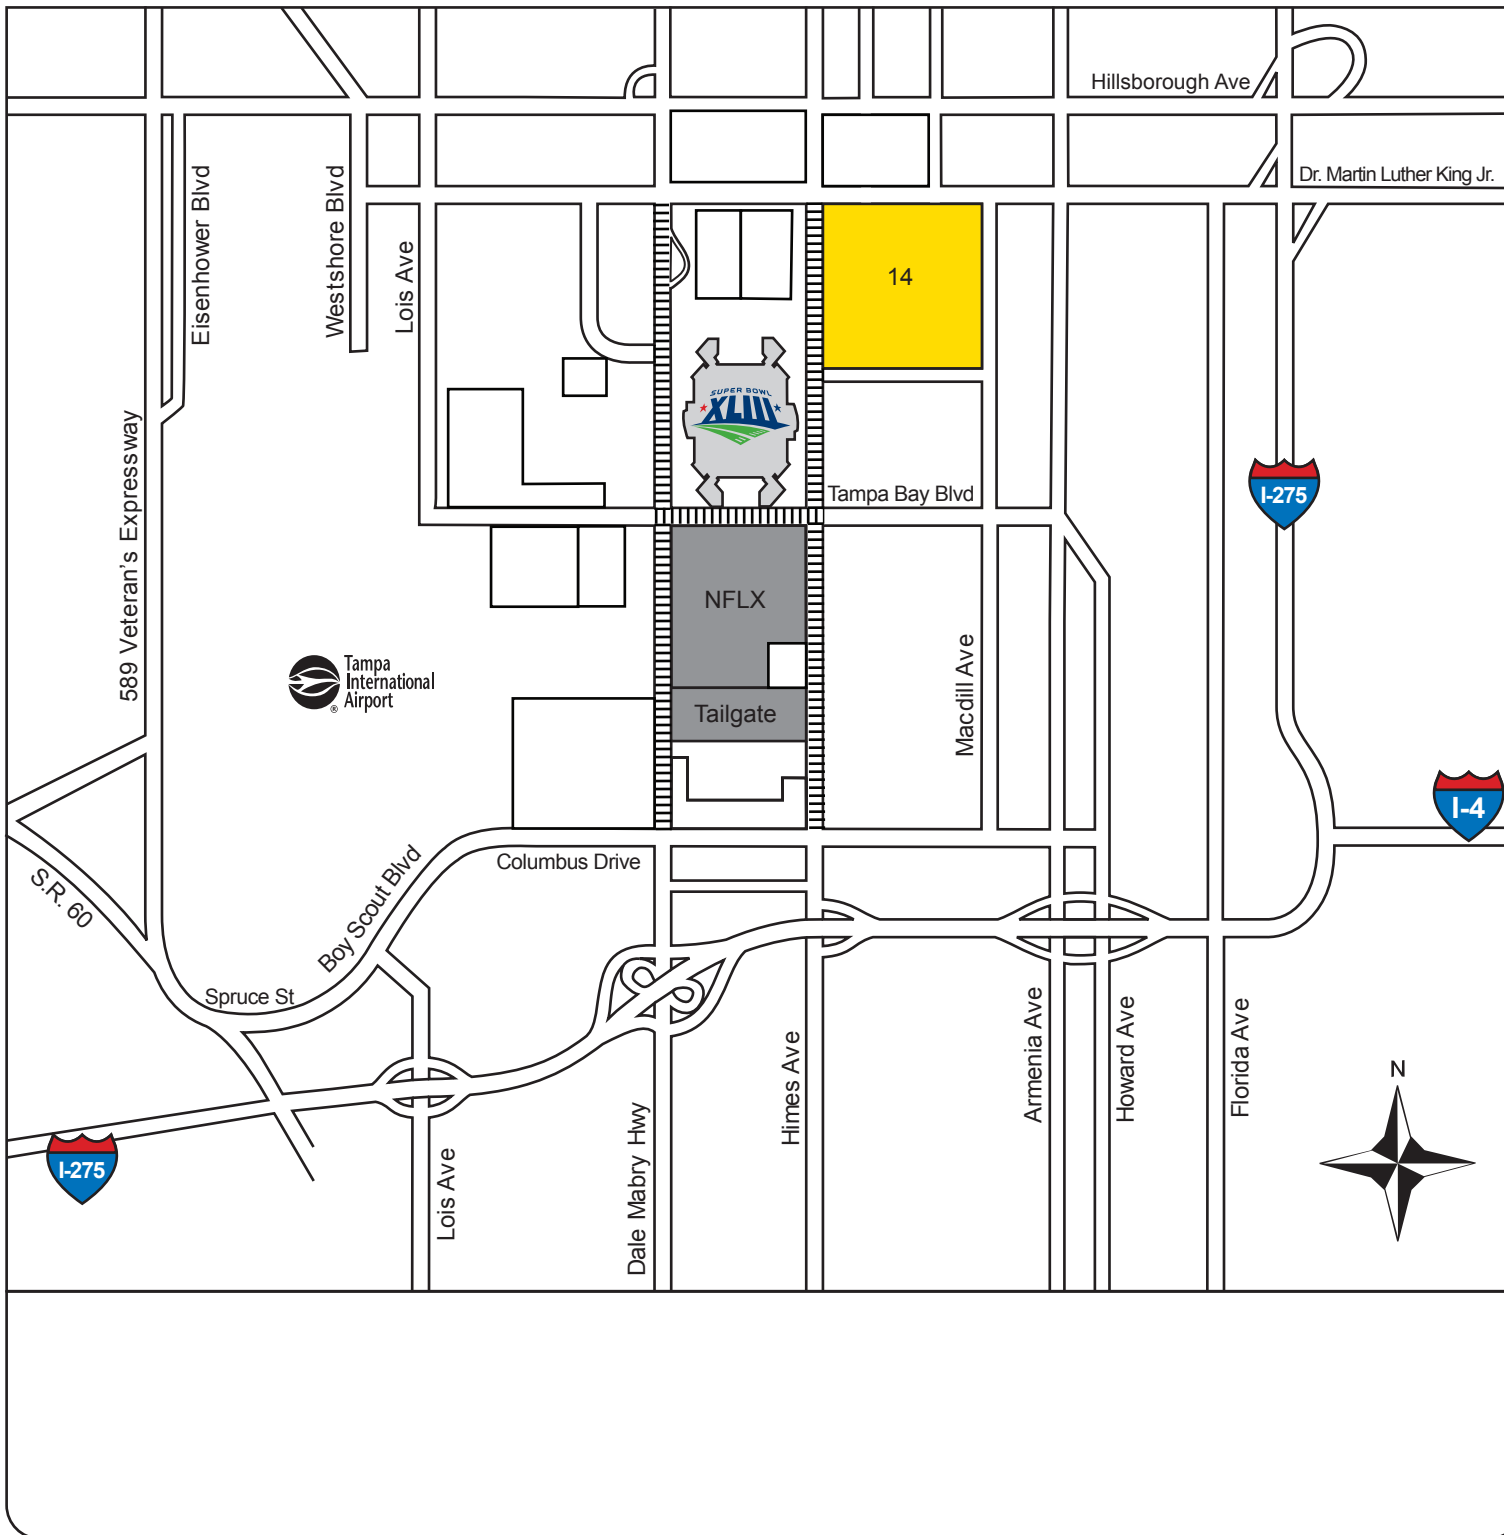 Hillsborough Ave
Dr. Martin Luther King Jr.
Eisenhower Blvd
Westshore Blvd
Lois Ave
14
SUPER BOWL
XLIII
589 Veteran's Expressway
Tampa Bay Blvd
I-275
NFLX
Tampa
International
Airport
®
Macdill Ave
Tailgate
I-4
Columbus Drive
S.R. 60
Boy Scout Blvd
Spruce St
Armenia Ave
Howard Ave
Florida Ave
Himes Ave
Dale Mabry Hwy
Lois Ave
I-275
N